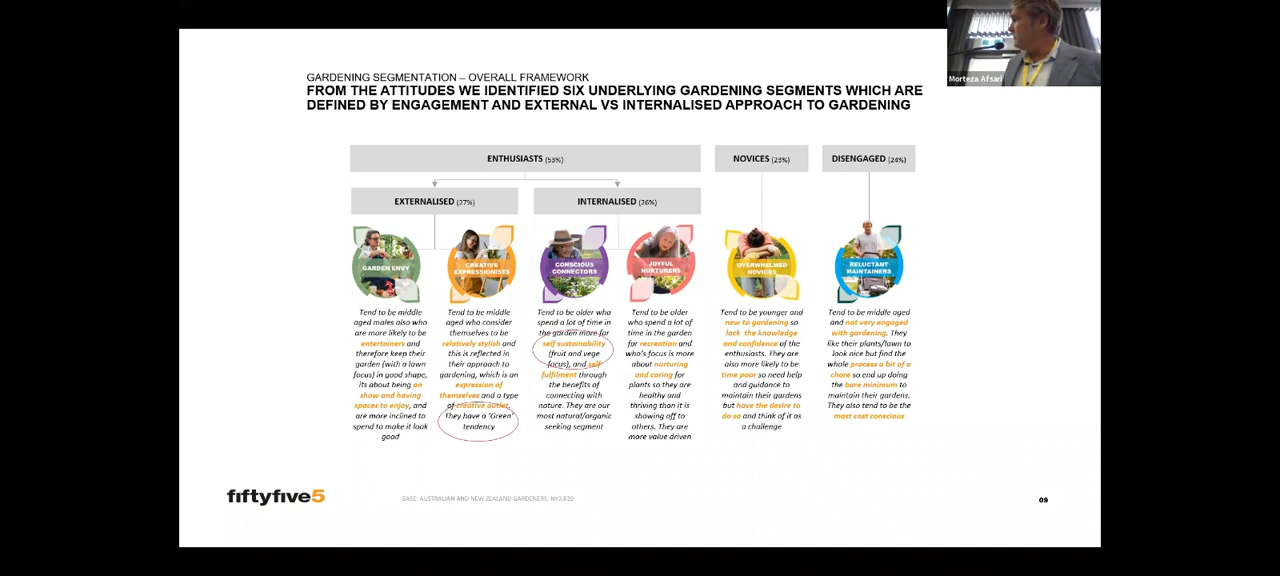 Morteza Afsari
GARDENING SEGMENTATION – OVERALL FRAMEWORK
FROM THE ATTITUDES WE IDENTIFIED SIX UNDERLYING GARDENING SEGMENTS WHICH ARE
DEFINED BY ENGAGEMENT AND EXTERNAL VS INTERNALISED APPROACH TO GARDENING
ENTHUSIASTS (53%)
NOVICES (23%)
DISENGAGED (24%)
EXTERNALISED (27%)
INTERNALISED (26%)
GARDEN ENVY
Tend to be middle
aged males also who
are more likely to be
entertainers and
therefore keep their
garden (with a lawn
focus) in good shape,
its about being on
show and having
spaces to enjoy, and
are more inclined to
spend to make it look
good
CREATIVE
EXPRESSIONISTS
Tend to be middle
aged who consider
themselves to be
relatively stylish and
this is reflected in
their approach to
gardening, which is an
expression of
themselves and a type
of creative outlet.
They have a 'Green'
tendency
CONSCIOUS
CONNECTORS
Tend to be older who
spend a lot of time in
the garden more for
self sustainability
(fruit and vege
focus), and self
fulfilment through
the benefits of
connecting with
nature. They are our
most natural/organic
seeking segment
JOYFUL
NURTURERS
Tend to be older
who spend a lot of
time in the garden
for recreation and
who's focus is more
about nurturing
and caring for
plants so they are
healthy and
thriving than it is
showing off to
others. They are
more value driven
OVERWHELMED
NOVICES
Tend to be younger and
new to gardening so
lack the knowledge
and confidence of the
enthusiasts. They are
also more likely to be
time poor so need help
and guidance to
maintain their gardens
but have the desire to
do so and think of it as
a challenge
RELUCTANT
MAINTAINERS
Tend to be middle aged
and not very engaged
with gardening. They
like their plants/lawn to
look nice but find the
whole process a bit of a
chore so end up doing
the bare minimum to
maintain their gardens.
They also tend to be the
most cost conscious
fiftyfive5
BASE: AUSTRALIAN AND NEW ZEALAND GARDENERS; N=3,620
09